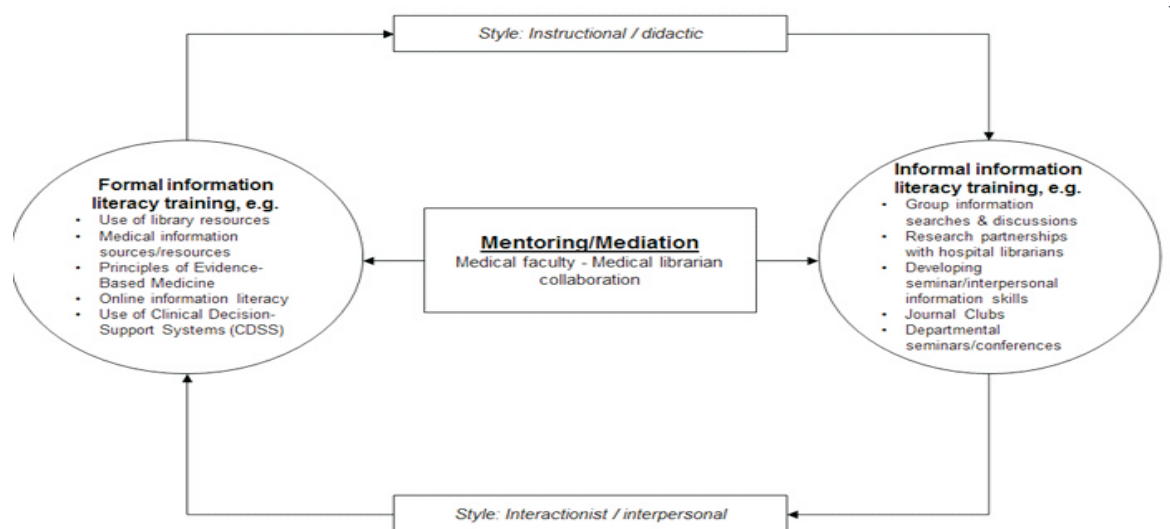 Style: Instructional / didactic
Formal information
literacy training, e.g.
• Use of library resources
• Medical information
sources/resources
• Principles of Evidence-
Based Medicine
• Online information literacy
• Use of Clinical Decision-
Support Systems (CDSS)
Mentoring/Mediation
Medical faculty - Medical librarian
collaboration
Informal information
literacy training, e.g.
• Group information
searches & discussions
• Research partnerships
with hospital librarians
• Developing
seminar/interpersonal
information skills
• Journal Clubs
• Departmental
seminars/conferences
Style: Interactionist / interpersonal